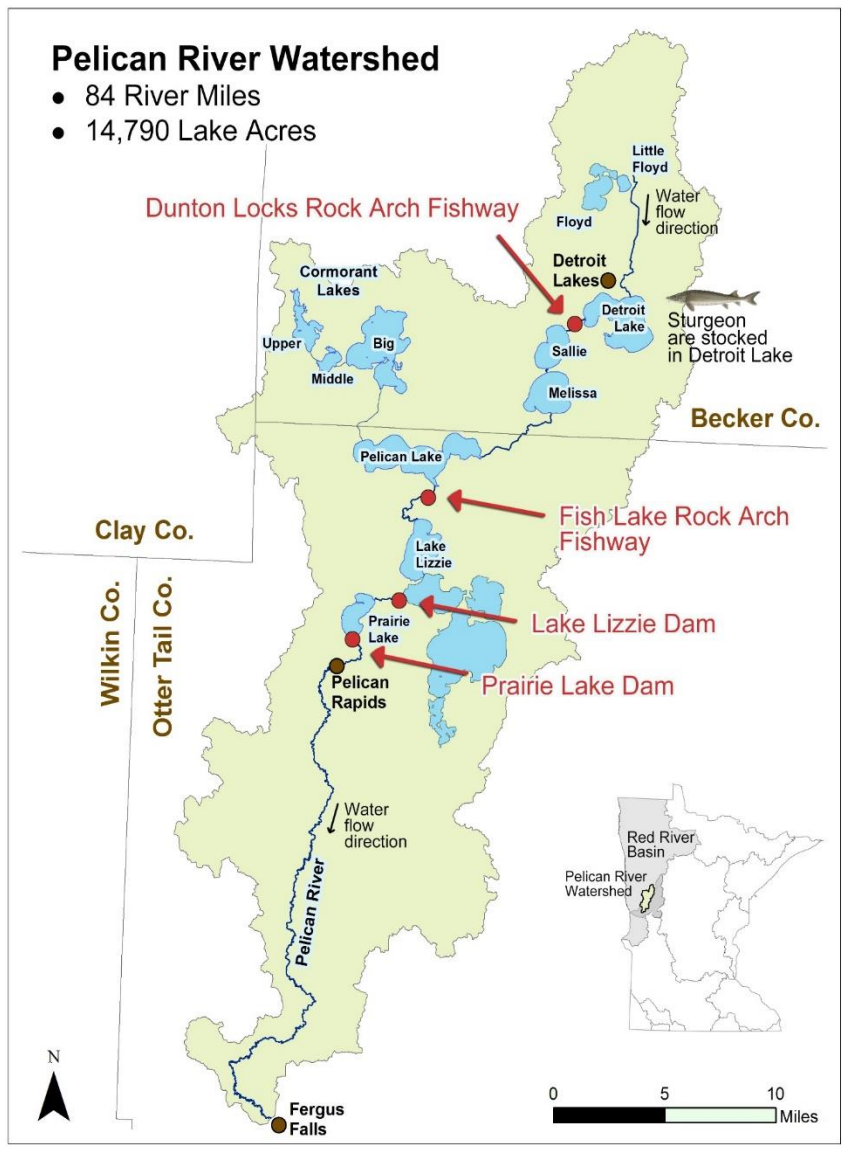 Pelican River Watershed
• 84 River Miles
• 14,790 Lake Acres
Little
Floyd
Dunton Locks Rock Arch Fishway
Water
flow
direction
Floyd
Detroit
Lakes
Cormorant
Lakes
Detroit
Lake
Sturgeon
are stocked
in Detroit Lake
Upper
Big
Sallie
Middle
Melissa
Becker Co.
Pelican Lake
Fish Lake Rock Arch
Fishway
Clay Co.
Lake
Lizzie
Wilkin Co.
Otter Tail Co.
Prairie
Lake
Lake Lizzie Dam
Pelican
Rapids
Prairie Lake Dam
Water
flow
direction
Red River
Basin
Pelican River
Watershed
Pelican River
N
0 5 10
Miles
Fergus
Falls